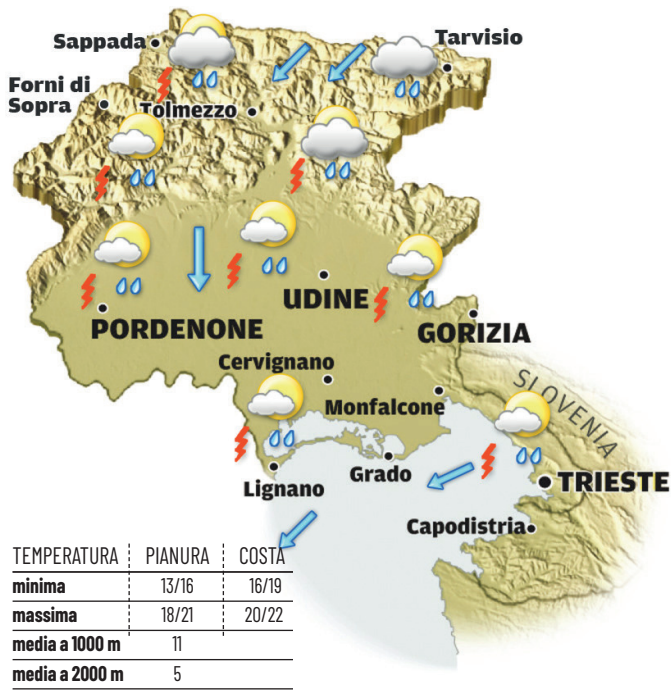 Sappada
Tarvisio
Forni di
Sopra
Tolmezzo
UDINE
PORDENONE
GORIZIA
Cervignano
SLOVENIA
Monfalcone
Grado
TRIESTE
Lignano
Capodistria
TEMPERATURA PIANURA COSTA
minima 13/16 16/19
massima 18/21 20/22
media a 1000 m 11
media a 2000 m 5